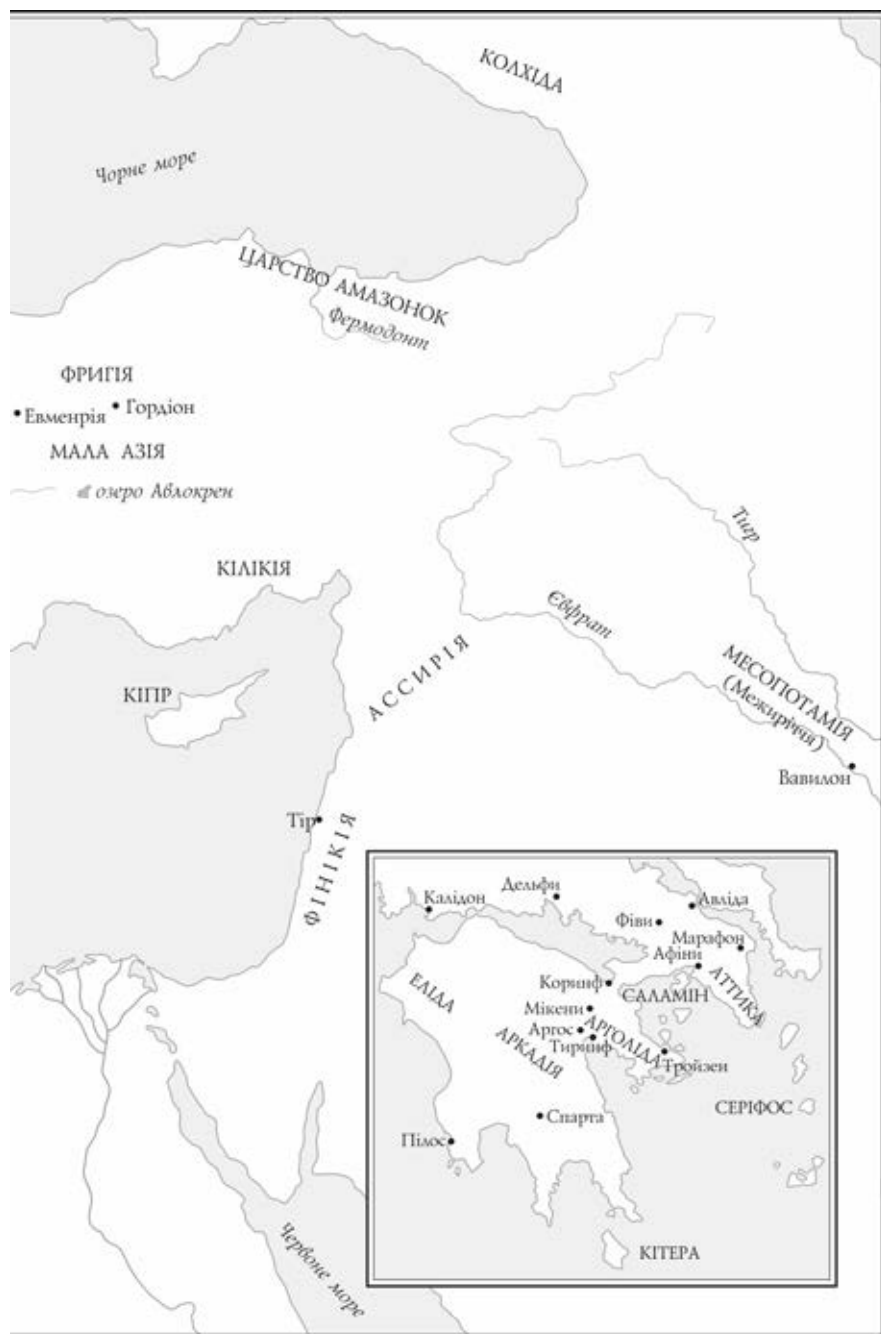 КОЛХІДА
Чорне море
ЦАРСТВО АМАЗОНОК
Фермодонт
ФРИГІЯ
Евменрія
Гордіон
МАЛА АЗІЯ
озеро Авлокрен
Тигр
КІЛІКІЯ
Євфрат
АССИРІЯ
МЕСОПОТАМІЯ
(Межиріччя)
КІПР
Вавилон
Тір
ФІНІКІЯ
Дельфи
Калідон
Авліда
Фіви
Марафон
Афіни
АТТИКА
Коринф
САЛАМІН
ЕЛІДА
Мікени
Аргос
АРГОЛІДА
Тиринф
АРКАДІЯ
Тройзен
СЕРІФОС
Спарта
Пілос
КІТЕРА
Червоне море